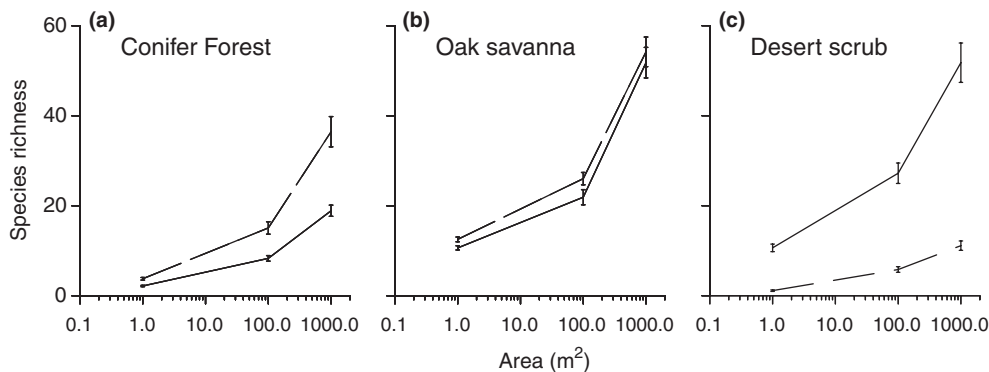 (a) (b) (c)
Conifer Forest Oak savanna Desert scrub
60
40
20
0
Species richness
0.1 1.0 10.0 100.0 1000.0 0.1 1.0 10.0 100.0 1000.0 0.1 1.0 10.0 100.0 1000.0
Area (m²)